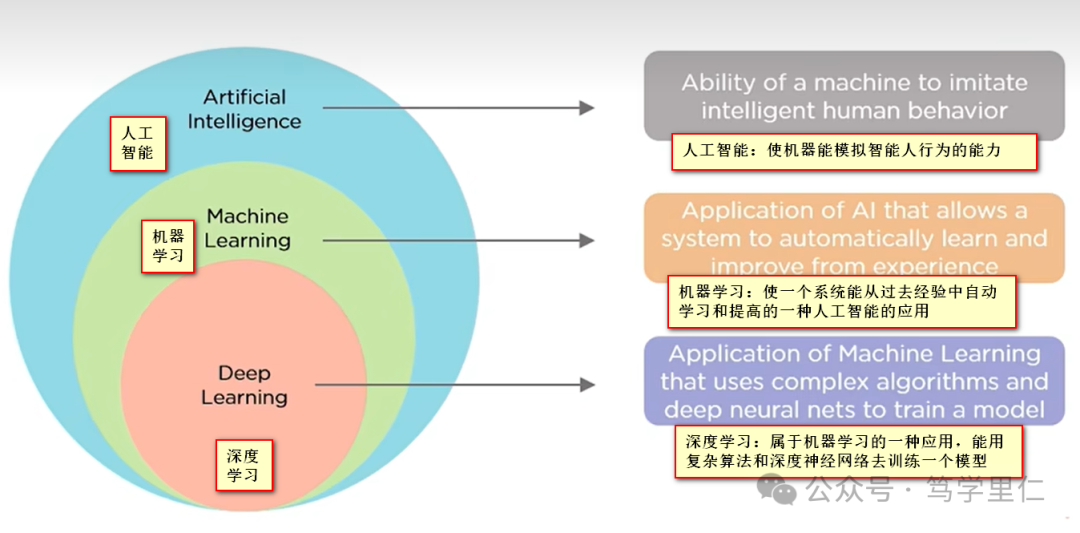 Artificial
Intelligence
人工
智能
Machine
Learning
机器
学习
Deep
Learning
深度
学习
Ability of a machine to imitate
intelligent human behavior
人工智能：使机器能模拟智能人行为的能力
Application of AI that allows a
system to automatically learn and
improve from experience
机器学习：使一个系统能从过去经验中自动
学习和提高的一种人工智能的应用
Application of Machine Learning
that uses complex algorithms and
deep neural nets to train a model
深度学习：属于机器学习的一种应用，能用
复杂算法和深度神经网络去训练一个模型
公众号·笃学里仁